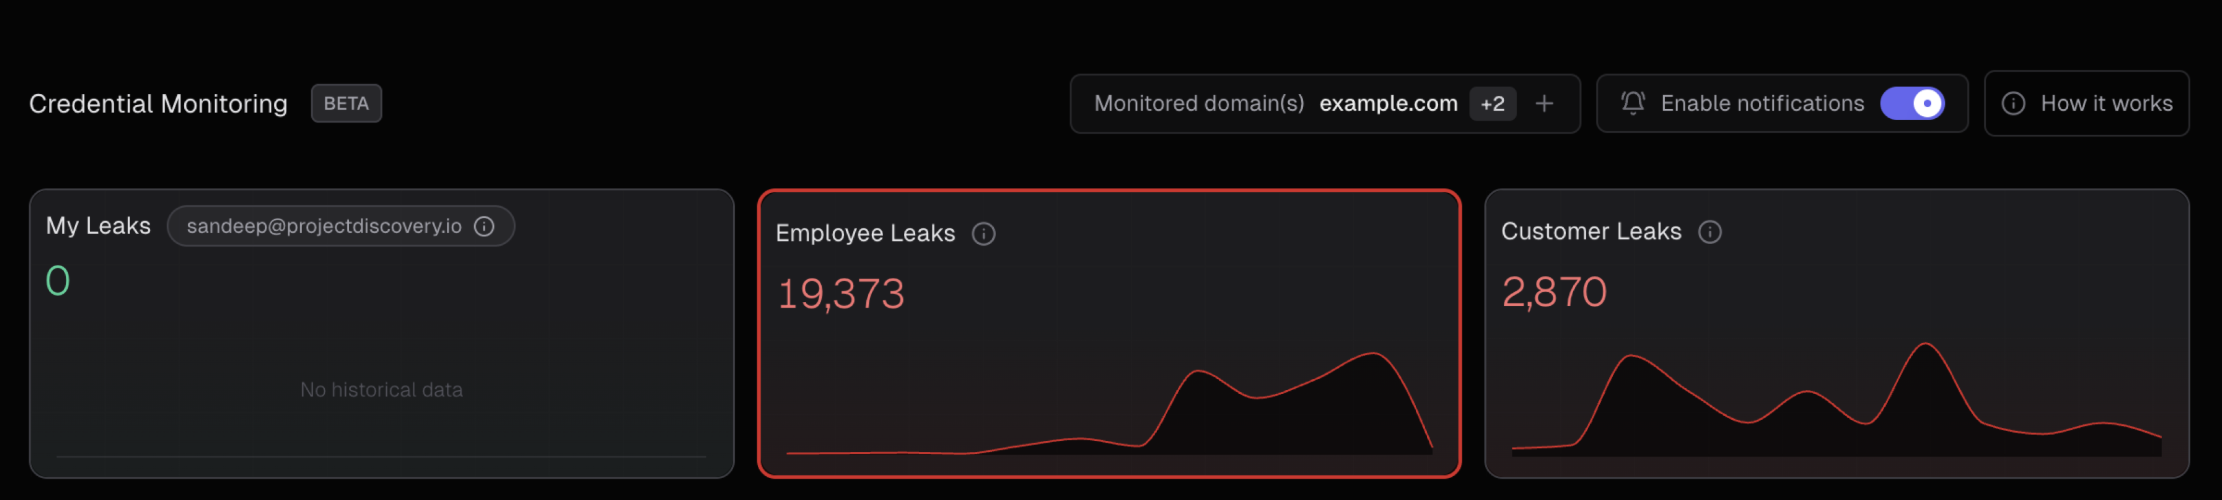 Credential Monitoring BETA
Monitored domain(s) example.com +2 +
Enable notifications
How it works
My Leaks sandeep@projectdiscovery.io
0
No historical data
Employee Leaks
19,373
Customer Leaks
2,870